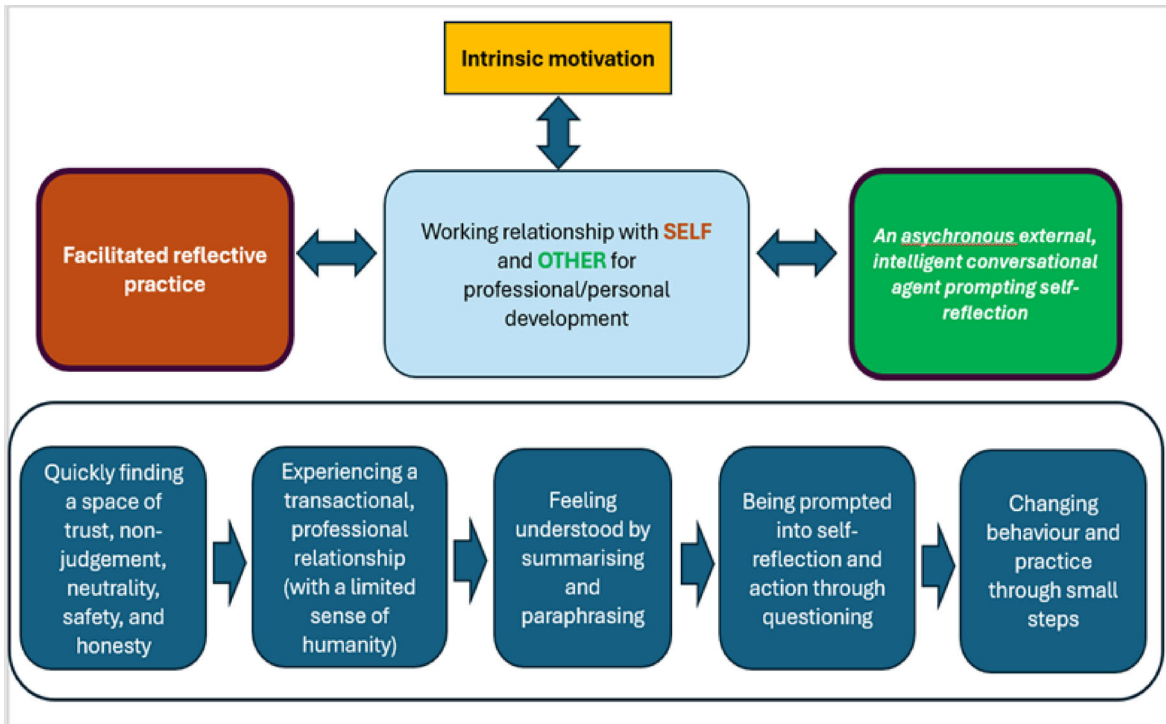 Intrinsic motivation
Facilitated reflective
practice
Working relationship with SELF
and OTHER for
professional/personal
development
An asychronous external,
intelligent conversational
agent prompting self-
reflection
Quickly finding
a space of
trust, non-
judgement,
neutrality,
safety, and
honesty
Experiencing a
transactional,
professional
relationship
(with a limited
sense of
humanity)
Feeling
understood by
summarising
and
paraphrasing
Being prompted
into self-
reflection and
action through
questioning
Changing
behaviour and
practice
through small
steps